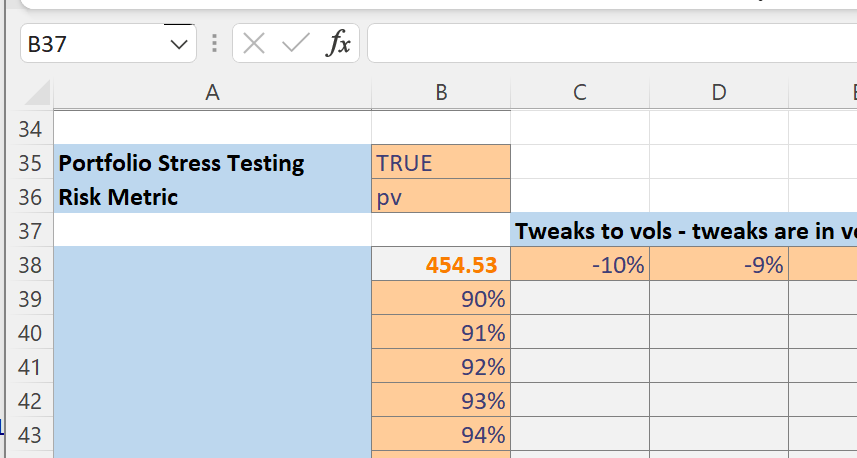 B37 fx
A B C D
34
35 Portfolio Stress Testing TRUE
36 Risk Metric pv
37 Tweaks to vols - tweaks are in
38 454.53 -10% -9%
39 90%
40 91%
41 92%
42 93%
43 94%